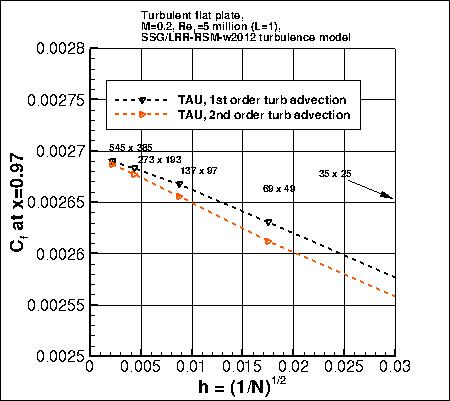 Turbulent flat plate,
M=0.2, Re_L=5 million (L=1),
SSG/LRR-RSM-w2012 turbulence model
TAU, 1st order turb advection
TAU, 2nd order turb advection
545 x 385
273 x 193
137 x 97
69 x 49
35 x 25
0.0028
0.00275
0.0027
0.00265
0.0026
0.00255
0.0025
C_f at x=0.97
0 0.005 0.01 0.015 0.02 0.025 0.03
h = (1/N)^1/2